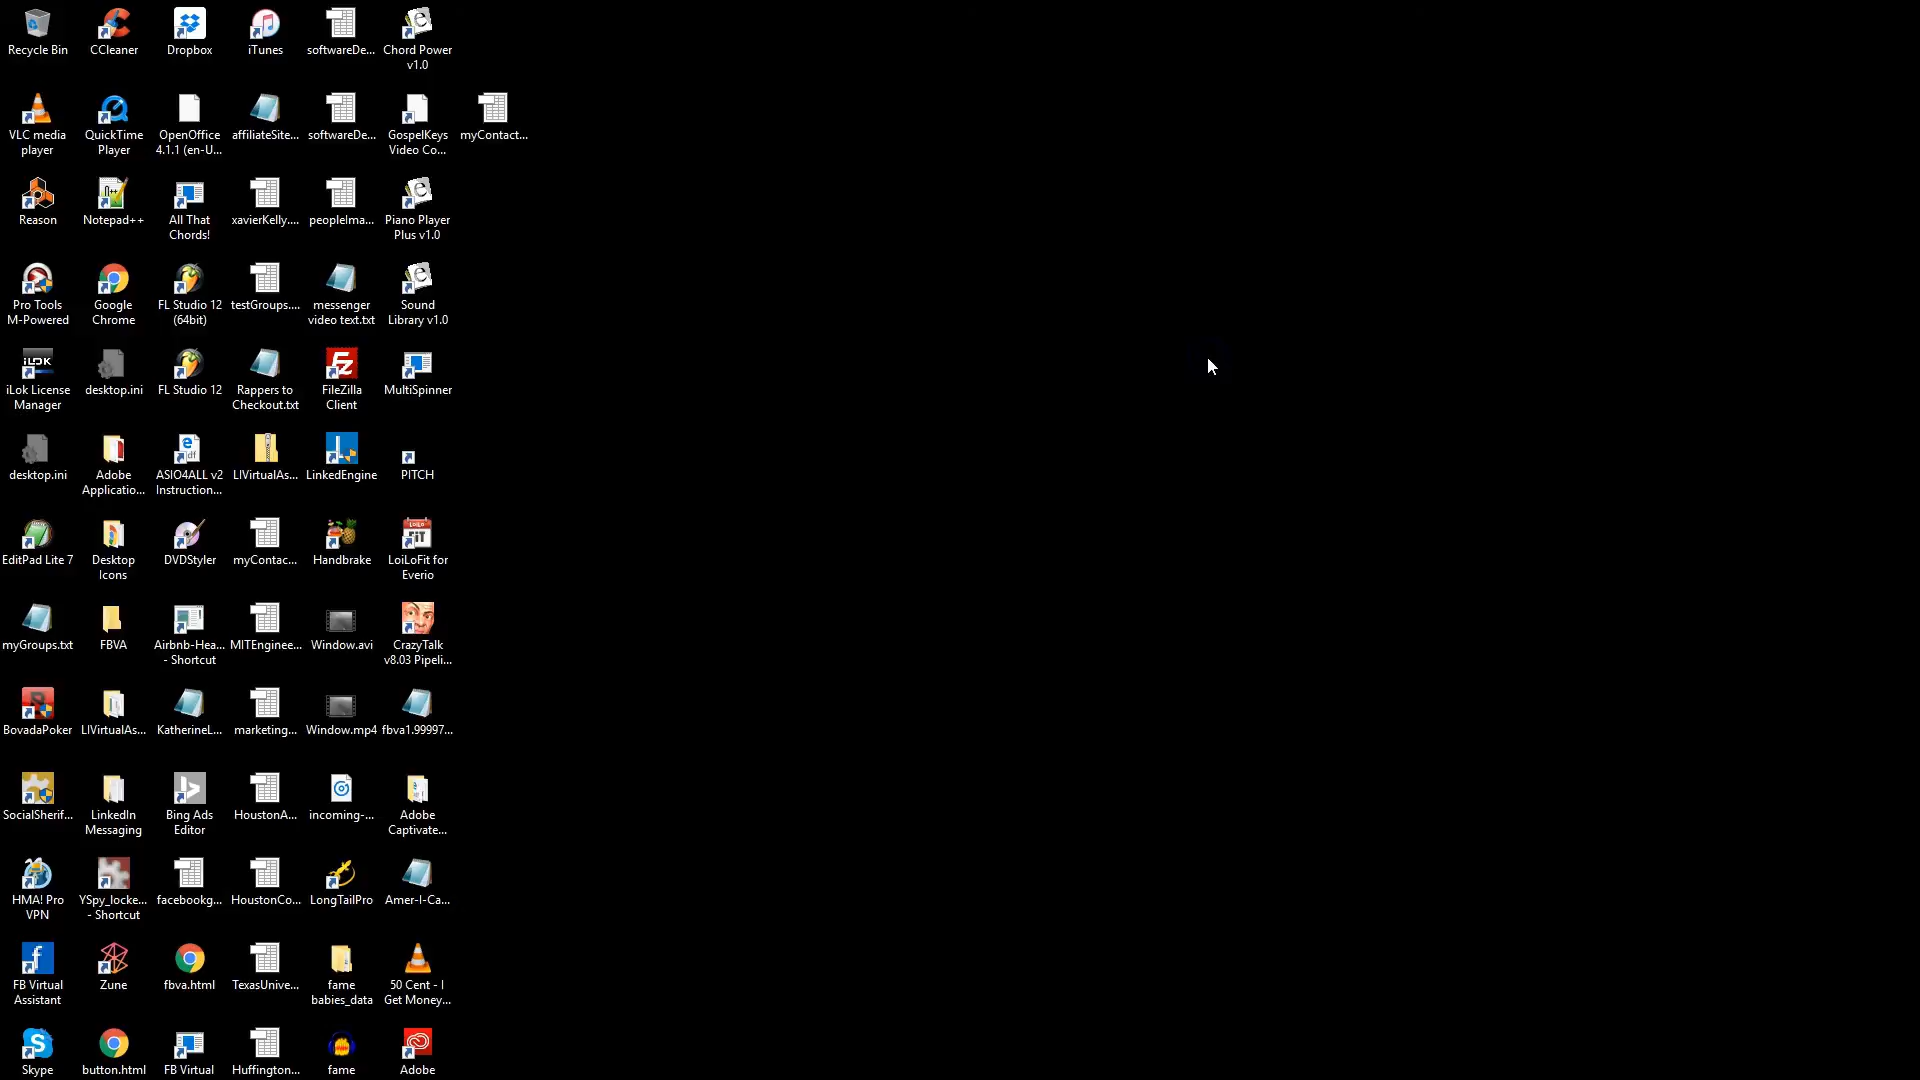 Recycle Bin
CCleaner
Dropbox
iTunes
softwareDe...
Chord Power
v1.0
VLC media
player
QuickTime
Player
OpenOffice
4.1.1 (en-U...
affiliateSite...
softwareDe...
GospelKeys
Video Co...
myContact...
Reason
Notepad++
All That
Chords!
xavierKelly....
peopleIma...
Piano Player
Plus v1.0
Pro Tools
M-Powered
Google
Chrome
FL Studio 12
(64bit)
testGroups....
messenger
video text.txt
Sound
Library v1.0
iLok License
Manager
desktop.ini
FL Studio 12
Rappers to
Checkout.txt
FileZilla
Client
MultiSpinner
desktop.ini
Adobe
Applicatio...
ASIO4ALL v2
Instruction...
LIVirtualAs...
LinkedEngine
PITCH
EditPad Lite 7
Desktop
Icons
DVDStyler
myContac...
Handbrake
LoiLoFit for
Everio
myGroups.txt
FBVA
Airbnb-Hea...
- Shortcut
MITEnginee...
Window.avi
CrazyTalk
v8.03 Pipeli...
BovadaPoker
LIVirtualAs...
KatherineL...
marketing...
Window.mp4
fbva1.99997...
SocialSherif...
LinkedIn
Messaging
Bing Ads
Editor
HoustonA...
incoming-...
Adobe
Captivate...
HMA! Pro
VPN
YSpy_locke...
- Shortcut
facebookg...
HoustonCo...
LongTailPro
Amer-I-Ca...
FB Virtual
Assistant
Zune
fbva.html
TexasUnive...
fame
babies_data
50 Cent - I
Get Money...
Skype
button.html
FB Virtual
Huffington...
fame
Adobe